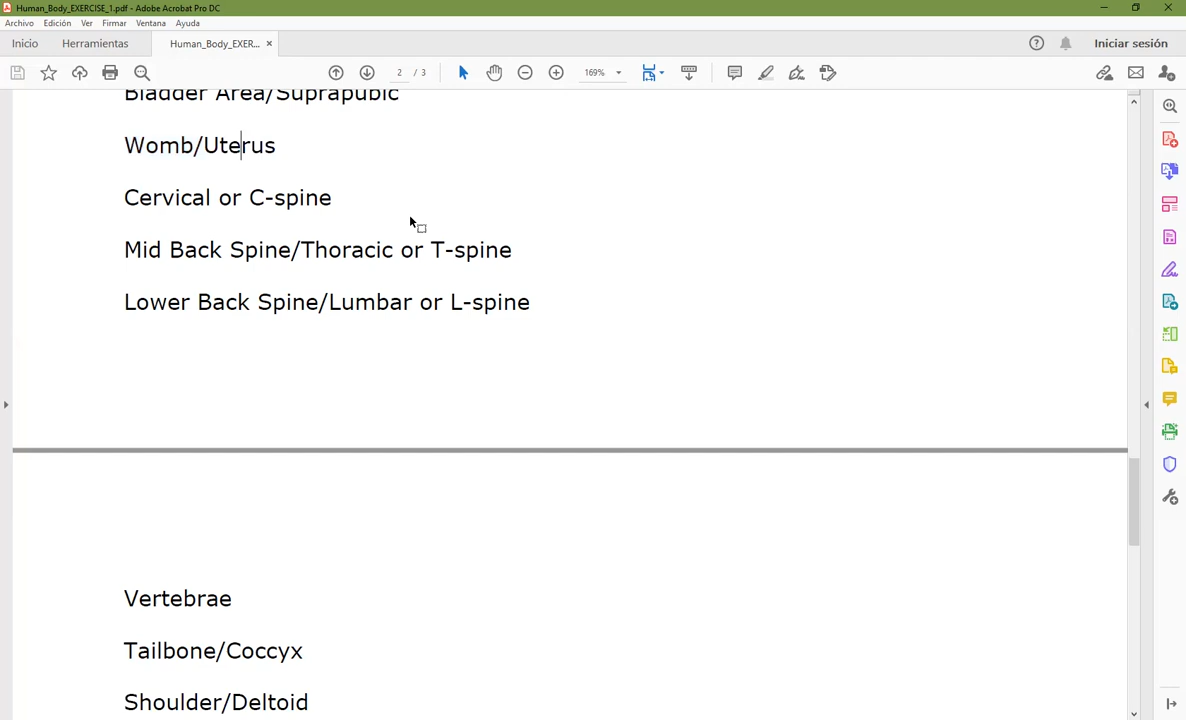 Human_Body_EXERCISE_1.pdf - Adobe Acrobat Pro DC
Archivo Edición Ver Firmar Ventana Ayuda
Inicio Herramientas Human_Body_EXER... × Iniciar sesión
2 / 3 169%
Bladder Area/Suprapubic
Womb/Uterus
Cervical or C-spine
Mid Back Spine/Thoracic or T-spine
Lower Back Spine/Lumbar or L-spine
Vertebrae
Tailbone/Coccyx
Shoulder/Deltoid